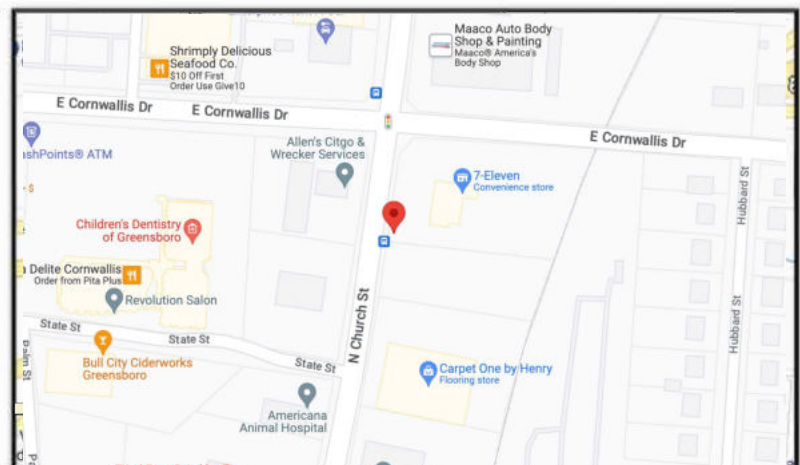 Maaco Auto Body
Shop & Painting
Maaco® America's
Body Shop
Shrimply Delicious
Seafood Co.
$10 Off First
Order Use Give10
E Cornwallis Dr
E Cornwallis Dr
E Cornwallis Dr
Allen's Citgo &
Wrecker Services
ashPoints® ATM
7-Eleven
Convenience store
Hubbard St
Children's Dentistry
of Greensboro
Delite Cornwallis
Order from Pita Plus
Revolution Salon
N Church St
Hubbard St
State St
State St
State St
Palm St
Bull City Ciderworks
Greensboro
Carpet One by Henry
Flooring store
Americana
Animal Hospital